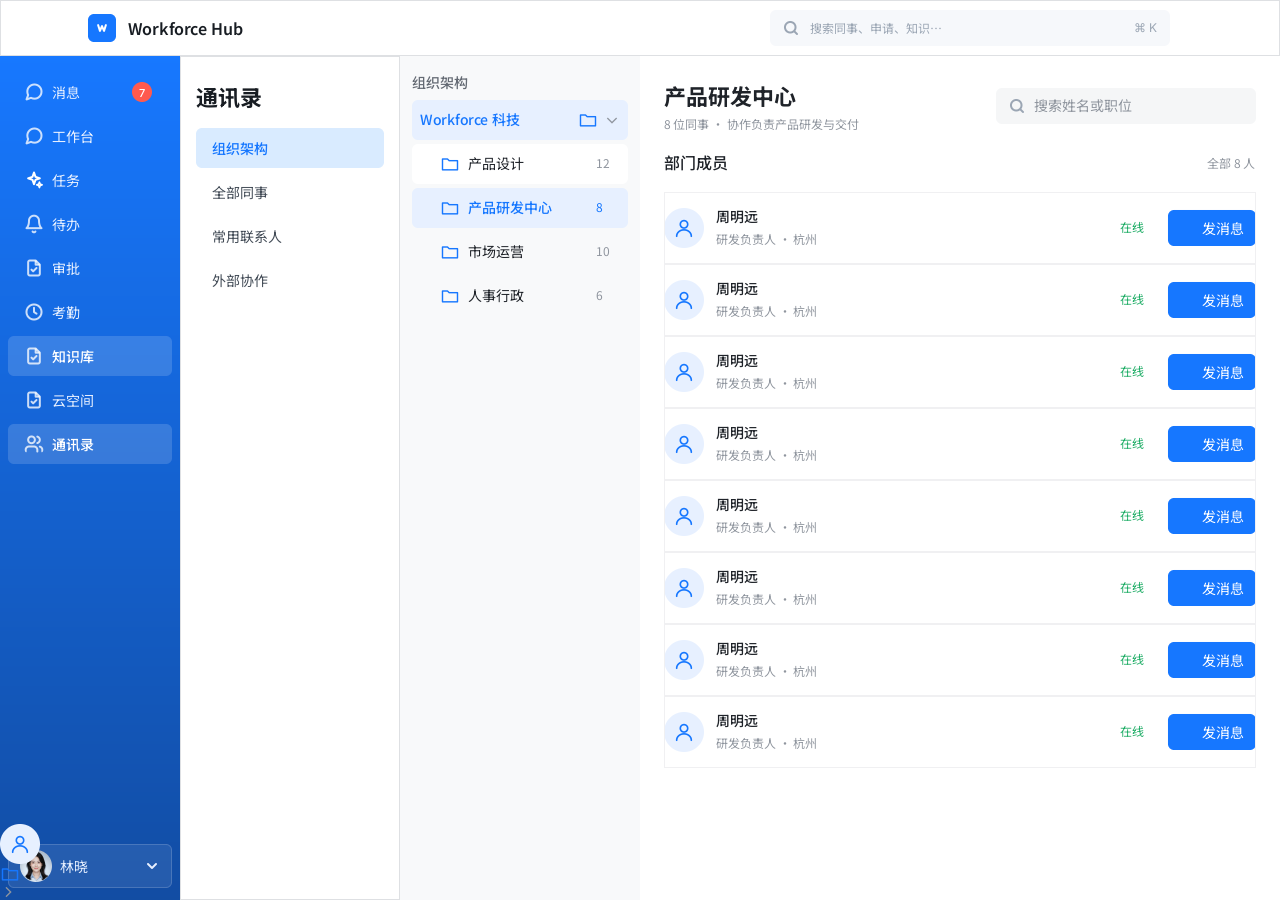 Workforce Hub
搜索同事、申请、知识…
⌘ K
消息
7
工作台
任务
待办
审批
考勤
知识库
云空间
通讯录
林晓
通讯录
组织架构
全部同事
常用联系人
外部协作
组织架构
Workforce 科技
产品设计 12
产品研发中心 8
市场运营 10
人事行政 6
产品研发中心
8 位同事 · 协作负责产品研发与交付
搜索姓名或职位
部门成员
全部 8 人
周明远
研发负责人 · 杭州
在线
发消息
周明远
研发负责人 · 杭州
在线
发消息
周明远
研发负责人 · 杭州
在线
发消息
周明远
研发负责人 · 杭州
在线
发消息
周明远
研发负责人 · 杭州
在线
发消息
周明远
研发负责人 · 杭州
在线
发消息
周明远
研发负责人 · 杭州
在线
发消息
周明远
研发负责人 · 杭州
在线
发消息